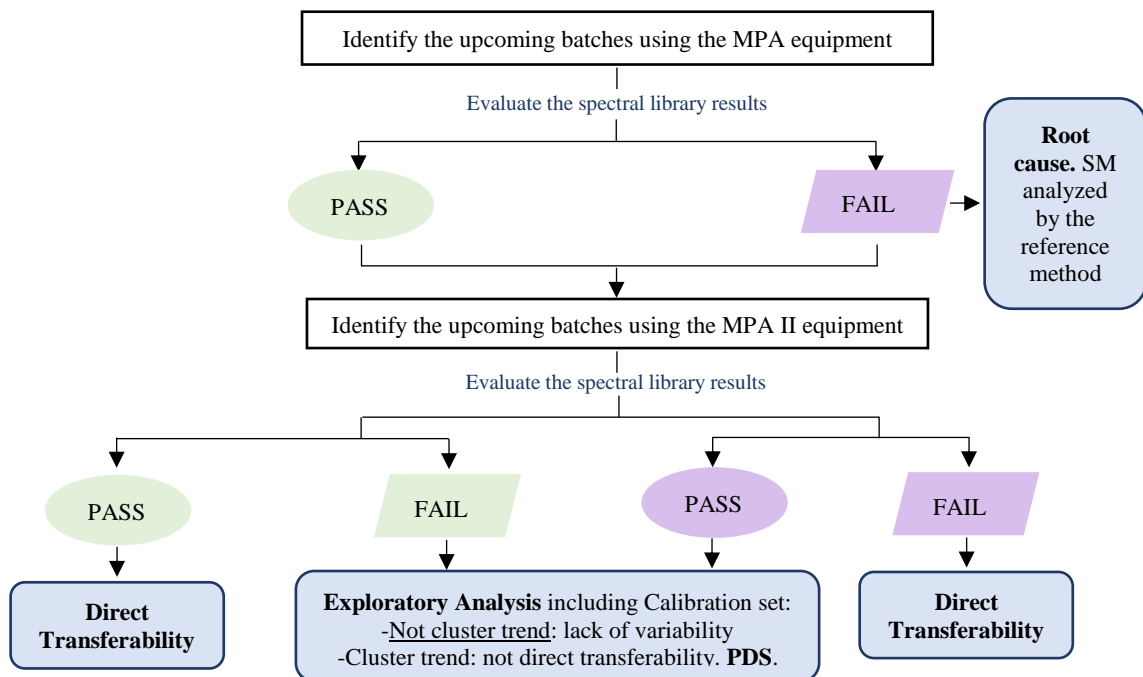 Identify the upcoming batches using the MPA equipment
Evaluate the spectral library results
PASS
FAIL
Root
cause. SM
analyzed
by the
reference
method
Identify the upcoming batches using the MPA II equipment
Evaluate the spectral library results
PASS
FAIL
PASS
FAIL
Direct
Transferability
Exploratory Analysis including Calibration set:
-Not cluster trend: lack of variability
-Cluster trend: not direct transferability. PDS.
Direct
Transferability